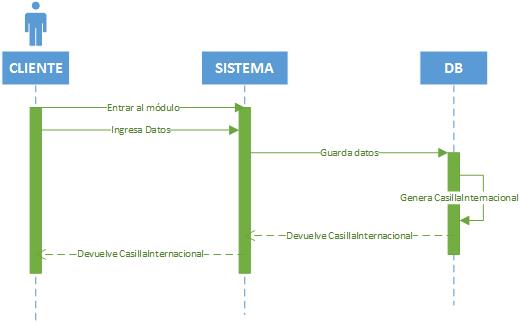 CLIENTE
SISTEMA
DB
Entrar al módulo
Ingresa Datos
Guarda datos
Genera CasillaInternacional
Devuelve CasillaInternacional
Devuelve CasillaInternacional